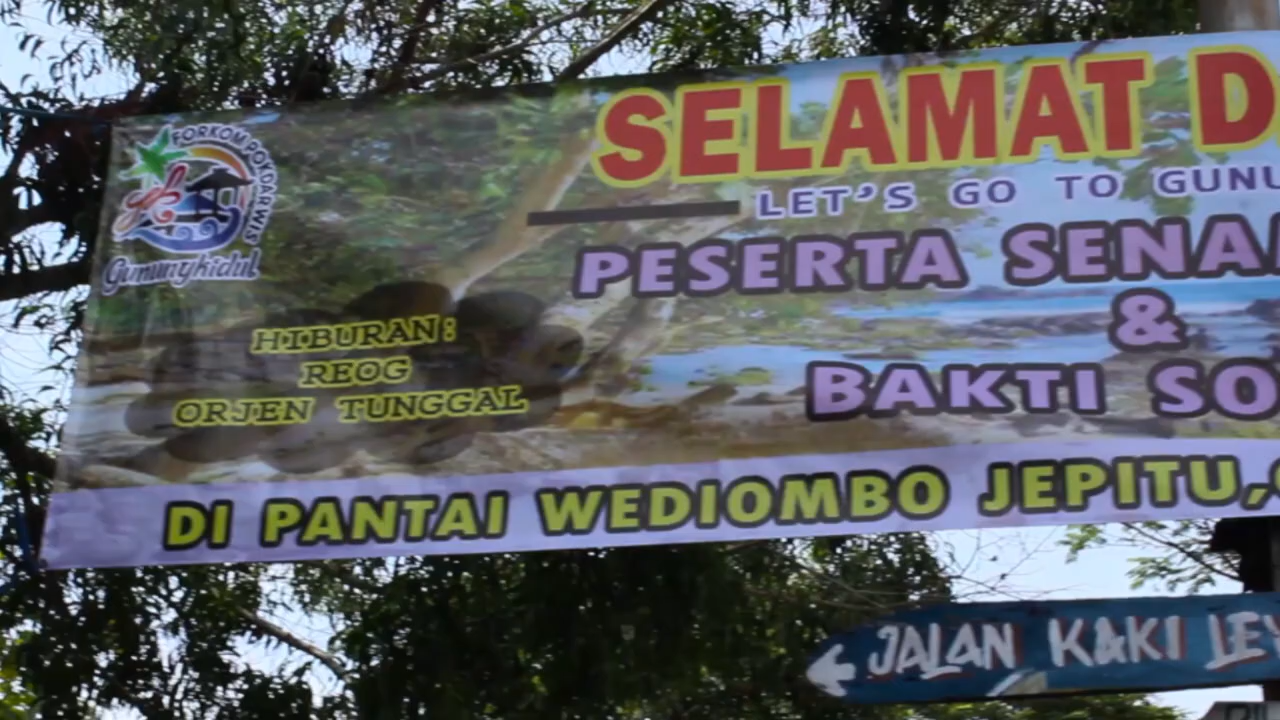 FORKOM POKDARWIS
Gunungkidul
SELAMAT D
LET'S GO TO GUNU
PESERTA SENA
&
BAKTI SO
HIBURAN :
REOG
ORJEN TUNGGAL
DI PANTAI WEDIOMBO JEPITU,
JALAN KAKI LE